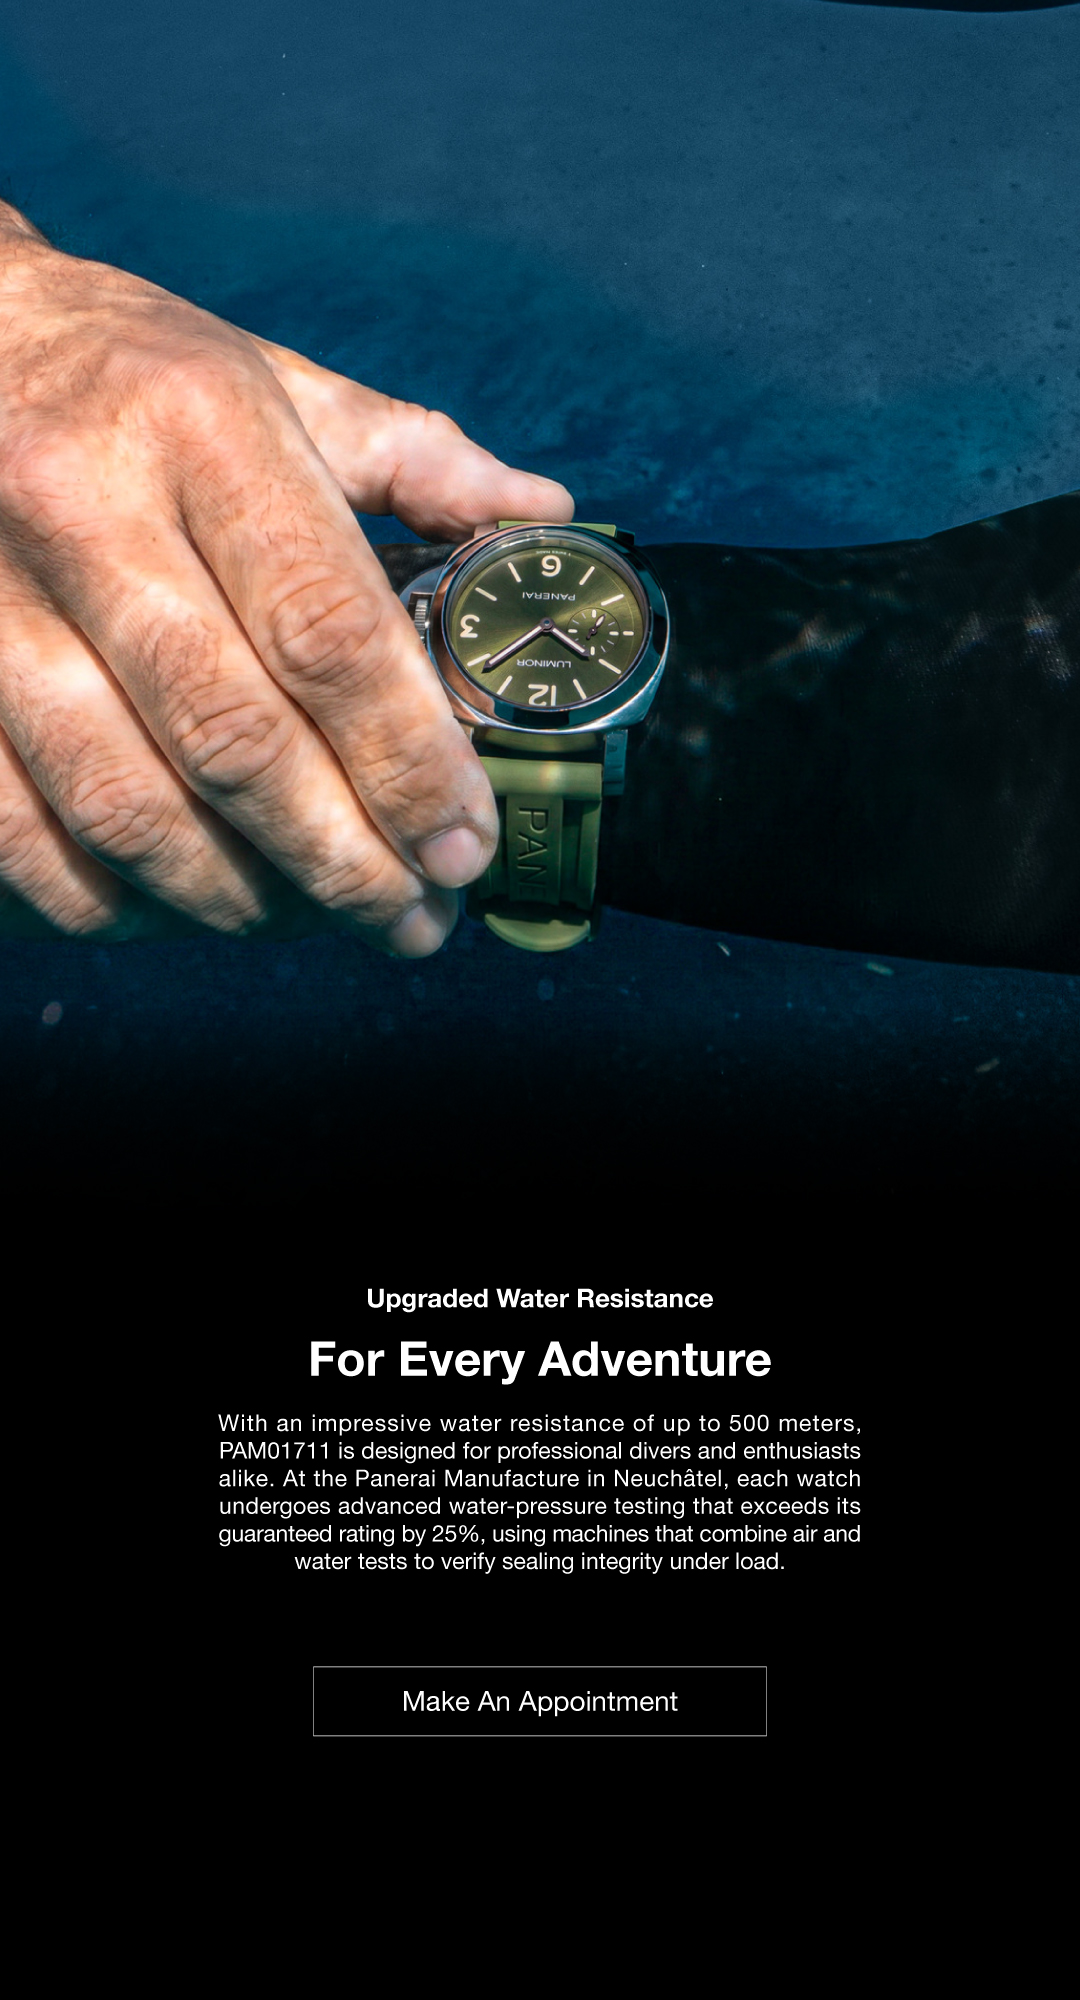 6
PANERAI
3
LUMINOR
12
PAN
Upgraded Water Resistance
For Every Adventure
With an impressive water resistance of up to 500 meters,
PAM01711 is designed for professional divers and enthusiasts
alike. At the Panerai Manufacture in Neuchâtel, each watch
undergoes advanced water-pressure testing that exceeds its
guaranteed rating by 25%, using machines that combine air and
water tests to verify sealing integrity under load.
Make An Appointment